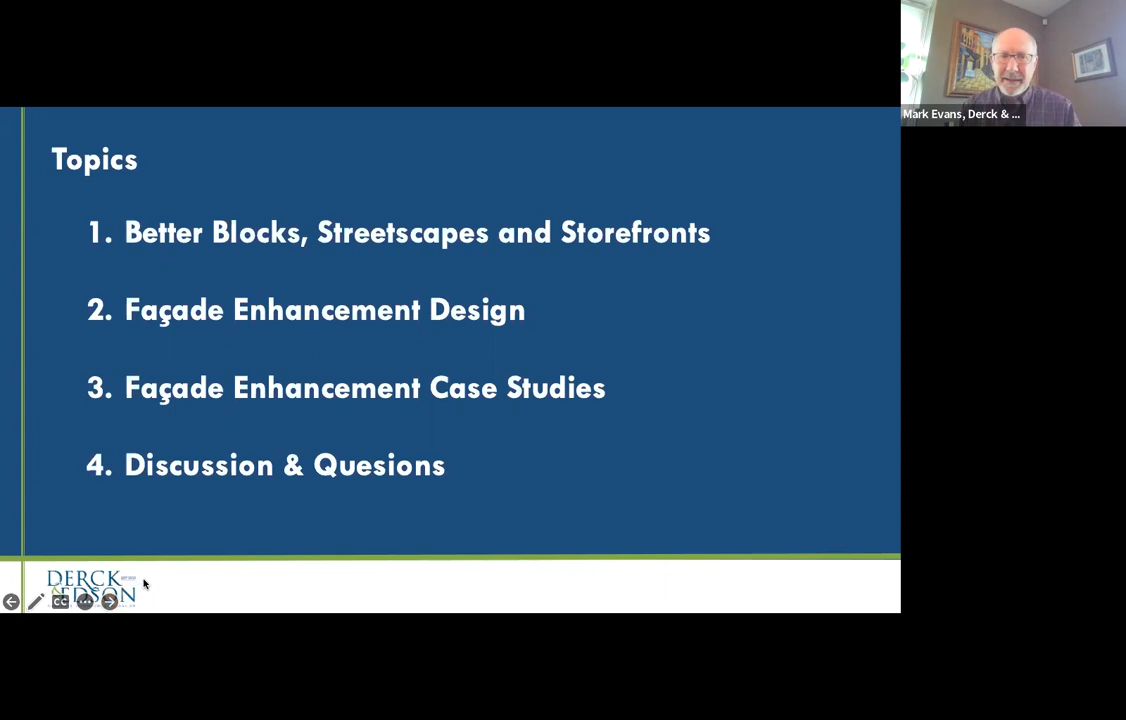 Mark Evans, Derck & ...
Topics
1. Better Blocks, Streetscapes and Storefronts
2. Façade Enhancement Design
3. Façade Enhancement Case Studies
4. Discussion & Quesions
DERCK
&EDSON
CC